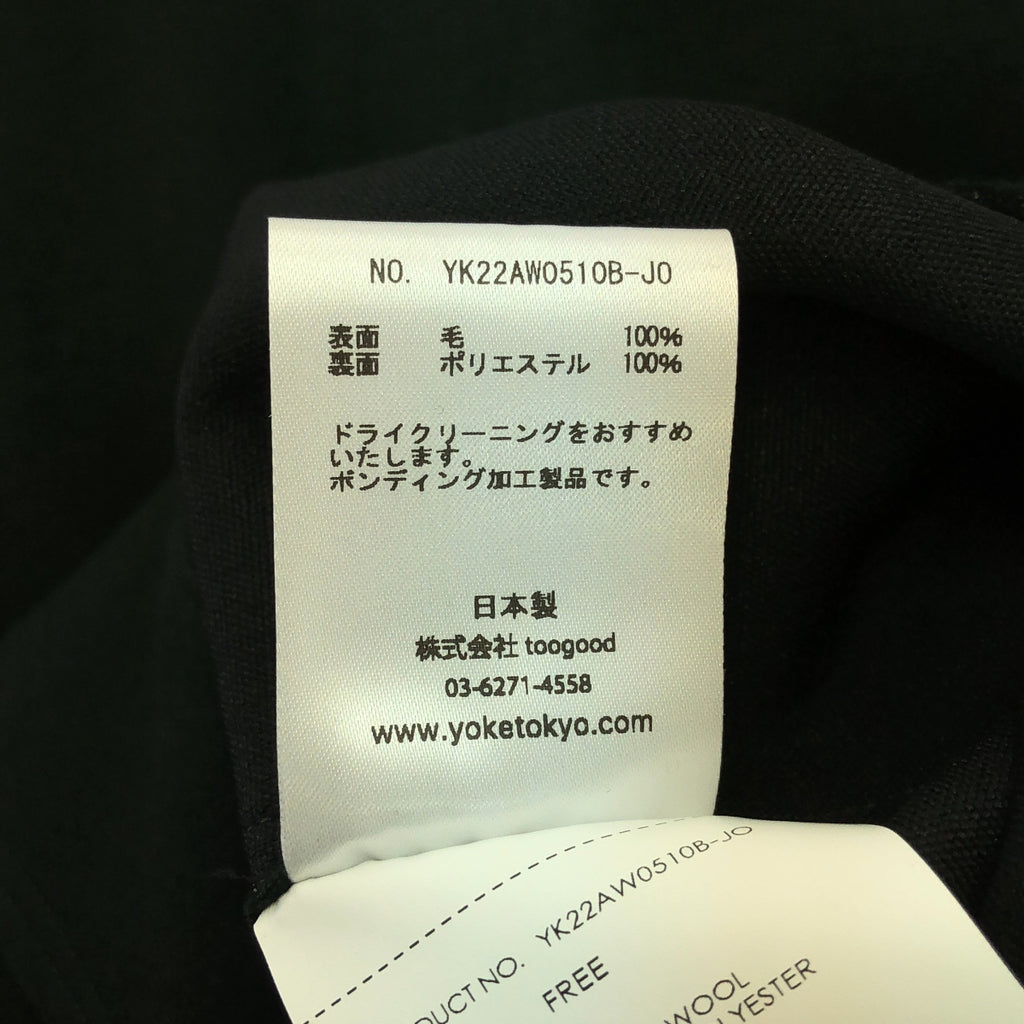 NO. YK22AW0510B-JO
表面 毛 100%
裏面 ポリエステル 100%
ドライクリーニングをおすすめ
いたします。
ボンディング加工製品です。
日本製
株式会社 toogood
03-6271-4558
www.yoketokyo.com
YK22AW0510B-JO
DUCT NO.
FREE
WOOL
YESTER